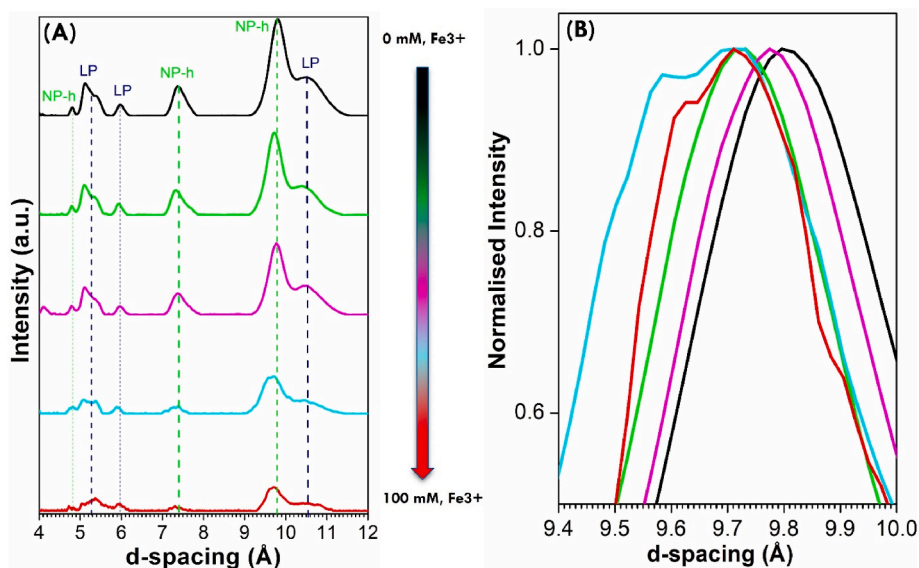 (A)
NP-h
LP
LP
NP-h
NP-h
LP
Intensity (a.u.)
4 5 6 7 8 9 10 11 12
d-spacing (Å)
0 mM, Fe3+
100 mM, Fe3+
(B)
Normalised Intensity
1.0
0.8
0.6
9.4 9.5 9.6 9.7 9.8 9.9 10.0
d-spacing (Å)